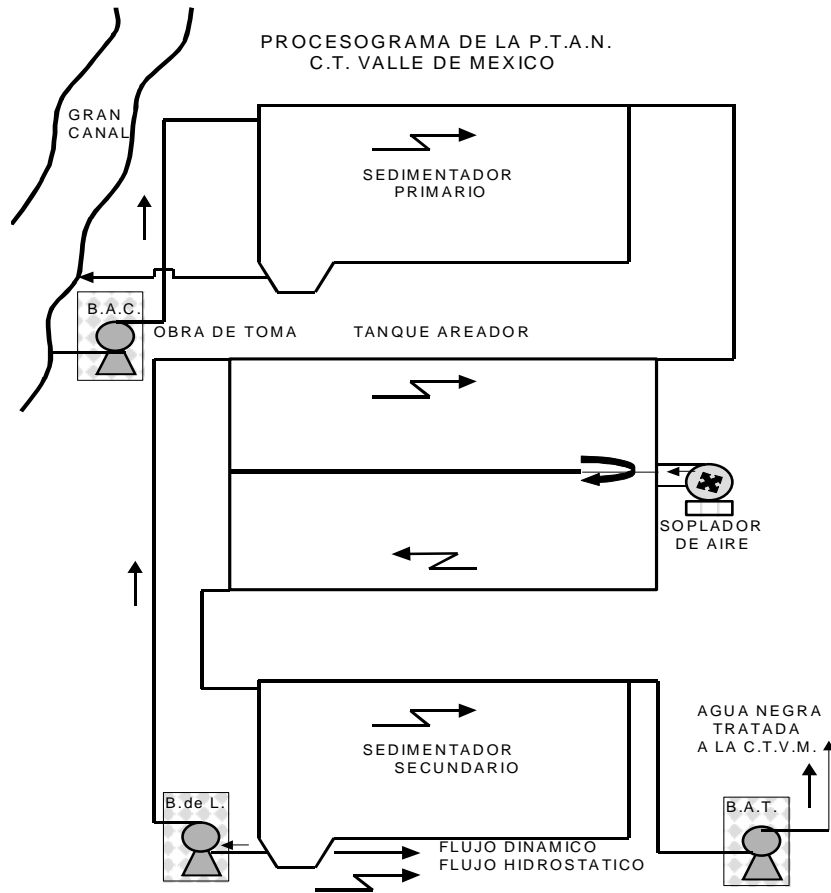 PROCESOGRAMA DE LA P.T.A.N.
C.T. VALLE DE MEXICO
GRAN
CANAL
SEDIMENTADOR
PRIMARIO
B.A.C.
OBRA DE TOMA
TANQUE AREADOR
SOPLADOR
DE AIRE
SEDIMENTADOR
SECUNDARIO
AGUA NEGRA
TRATADA
A LA C.T.V.M.
B.de L.
B.A.T.
FLUJO DINAMICO
FLUJO HIDROSTATICO